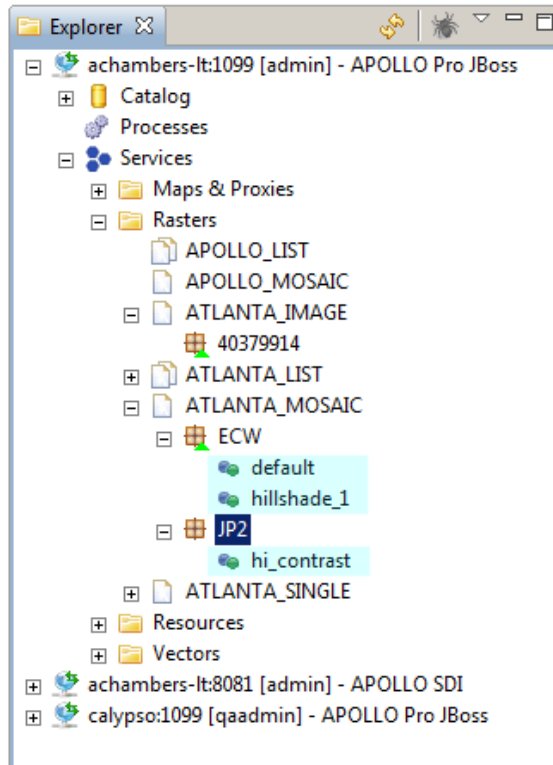 Explorer
achambers-lt:1099 [admin] - APOLLO Pro JBoss
Catalog
Processes
Services
Maps & Proxies
Rasters
APOLLO_LIST
APOLLO_MOSAIC
ATLANTA_IMAGE
40379914
ATLANTA_LIST
ATLANTA_MOSAIC
ECW
default
hillshade_1
JP2
hi_contrast
ATLANTA_SINGLE
Resources
Vectors
achambers-lt:8081 [admin] - APOLLO SDI
calypso:1099 [qaadmin] - APOLLO Pro JBoss